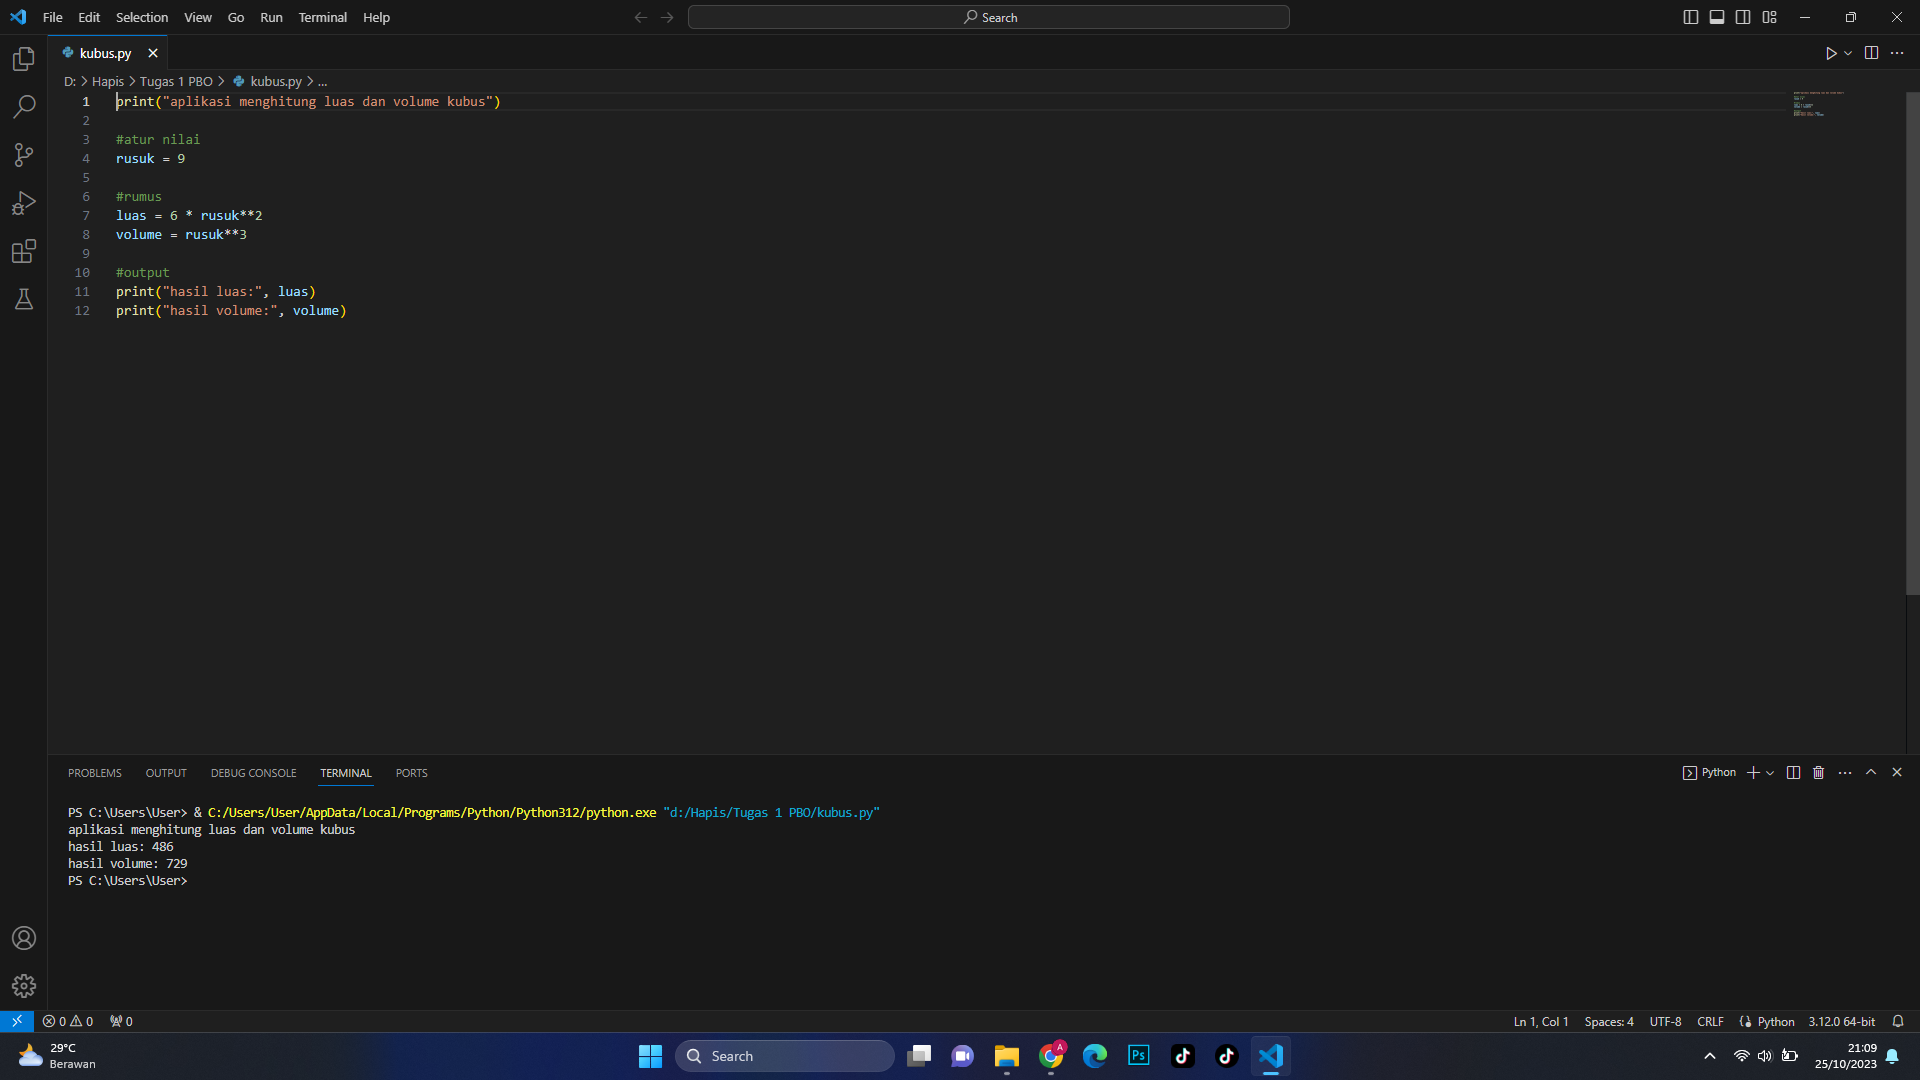 File Edit Selection View Go Run Terminal Help
Search
kubus.py
D: > Hapis > Tugas 1 PBO > kubus.py > ...
1 print("aplikasi menghitung luas dan volume kubus")
2
3 #atur nilai
4 rusuk = 9
5
6 #rumus
7 luas = 6 * rusuk**2
8 volume = rusuk**3
9
10 #output
11 print("hasil luas:", luas)
12 print("hasil volume:", volume)
PROBLEMS OUTPUT DEBUG CONSOLE TERMINAL PORTS
Python
PS C:\Users\User> & C:/Users/User/AppData/Local/Programs/Python/Python312/python.exe "d:/Hapis/Tugas 1 PBO/kubus.py"
aplikasi menghitung luas dan volume kubus
hasil luas: 486
hasil volume: 729
PS C:\Users\User>
0 0 0
Ln 1, Col 1 Spaces: 4 UTF-8 CRLF Python 3.12.0 64-bit
29°C
Berawan
Search
A
Ps
21:09
25/10/2023